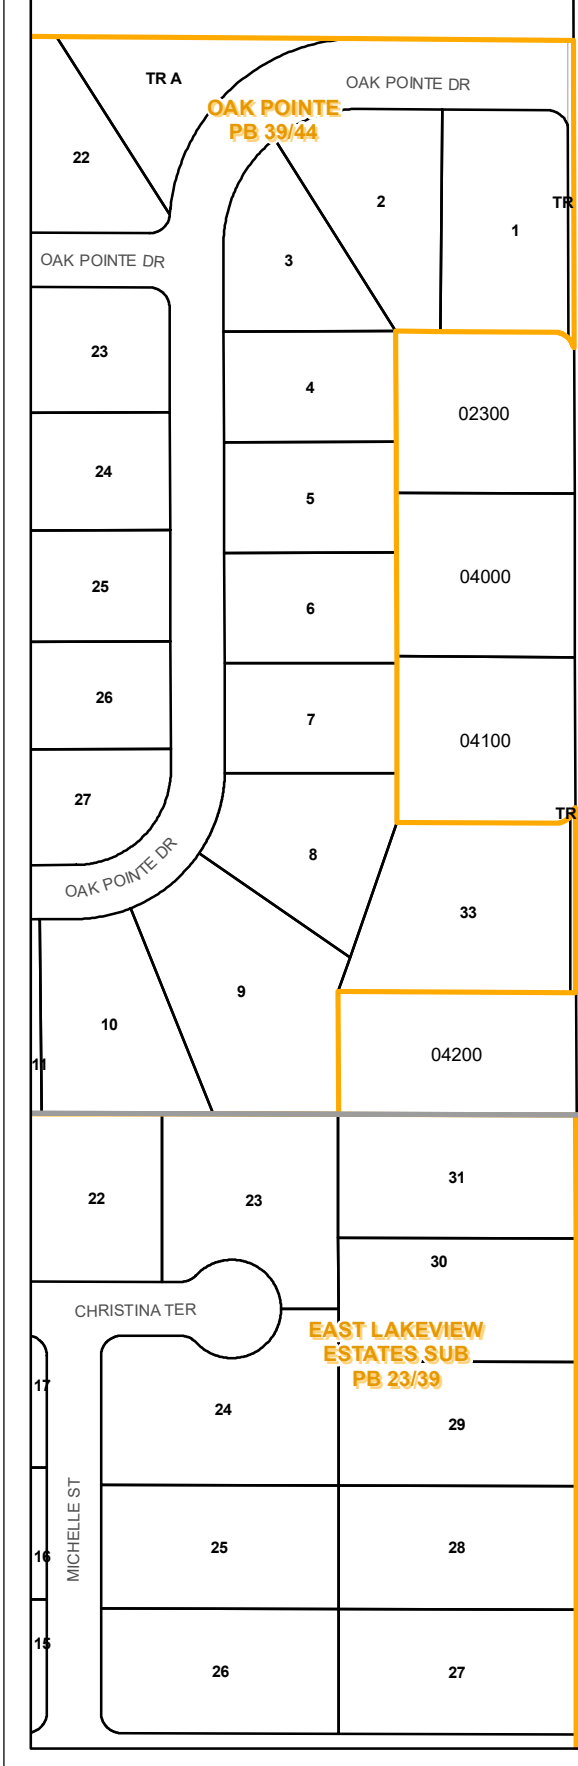 TR A
OAK POINTE DR
OAK POINTE
PB 39/44
22
2
TR
1
OAK POINTE DR
3
23
4
02300
24
5
04000
25
6
26
7
04100
27
TR
8
OAK POINTE DR
33
9
10
04200
11
22
23
31
30
CHRISTINA TER
EAST LAKEVIEW
ESTATES SUB
PB 23/39
17
24
29
MICHELLE ST
25
28
16
15
26
27